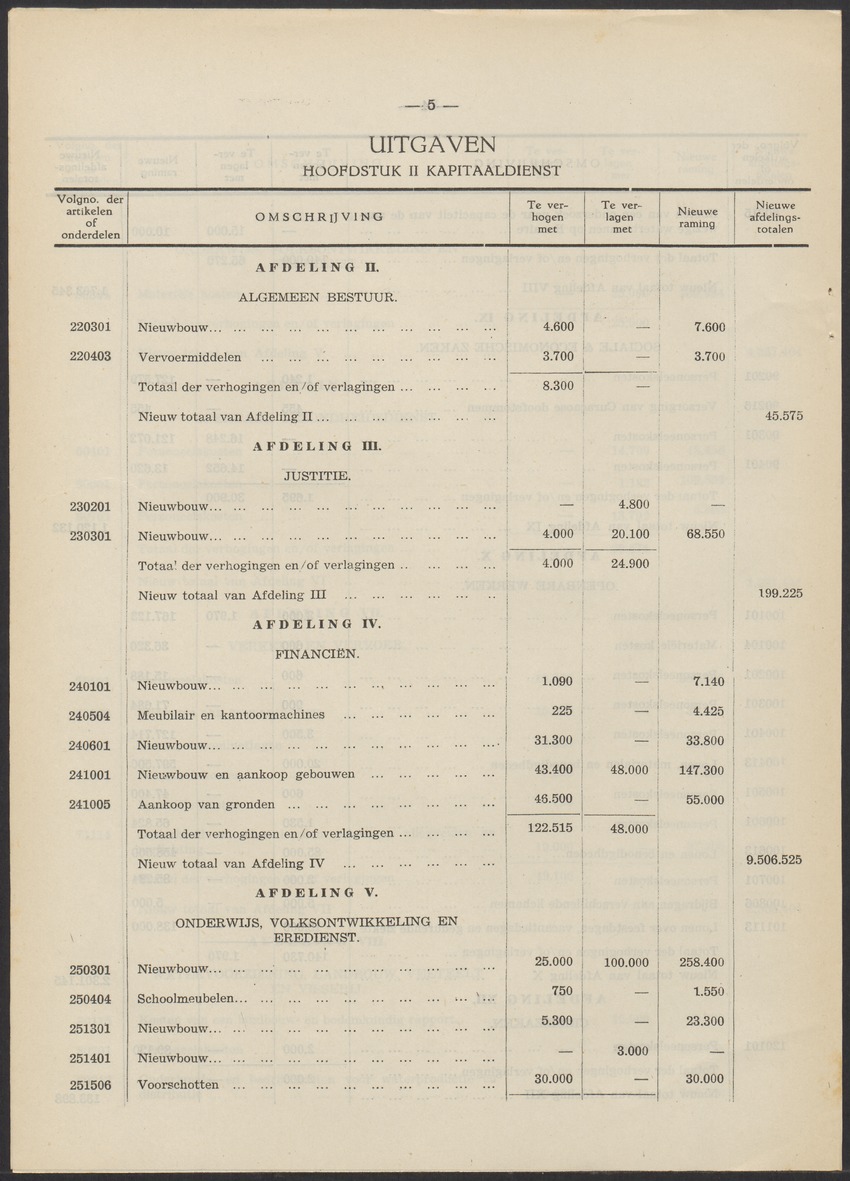 — 5 —
UITGAVEN
HOOFDSTUK II KAPITAALDIENST
Volgno. der artikelen of onderdelen | OMSCHRIJVING | Te ver- hogen met | Te ver- lagen met | Nieuwe raming | Nieuwe afdelings- totalen
AFDELING II.
ALGEMEEN BESTUUR.
220301 Nieuwbouw... 4.600 — 7.600
220403 Vervoermiddelen ... 3.700 — 3.700
Totaal der verhogingen en/of verlagingen ... 8.300 —
Nieuw totaal van Afdeling II ... 45.575
AFDELING III.
JUSTITIE.
230201 Nieuwbouw... — 4.800 —
230301 Nieuwbouw... 4.000 20.100 68.550
Totaal der verhogingen en/of verlagingen ... 4.000 24.900
Nieuw totaal van Afdeling III ... 199.225
AFDELING IV.
FINANCIËN.
240101 Nieuwbouw... 1.090 — 7.140
240504 Meubilair en kantoormachines ... 225 — 4.425
240601 Nieuwbouw... 31.300 — 33.800
241001 Nieuwbouw en aankoop gebouwen ... 43.400 48.000 147.300
241005 Aankoop van gronden ... 46.500 — 55.000
Totaal der verhogingen en/of verlagingen ... 122.515 48.000
Nieuw totaal van Afdeling IV ... 9.506.525
AFDELING V.
ONDERWIJS, VOLKSONTWIKKELING EN
EREDIENST.
250301 Nieuwbouw... 25.000 100.000 258.400
250404 Schoolmeubelen... 750 — 1.550
251301 Nieuwbouw... 5.300 — 23.300
251401 Nieuwbouw... — 3.000 —
251506 Voorschotten ... 30.000 — 30.000